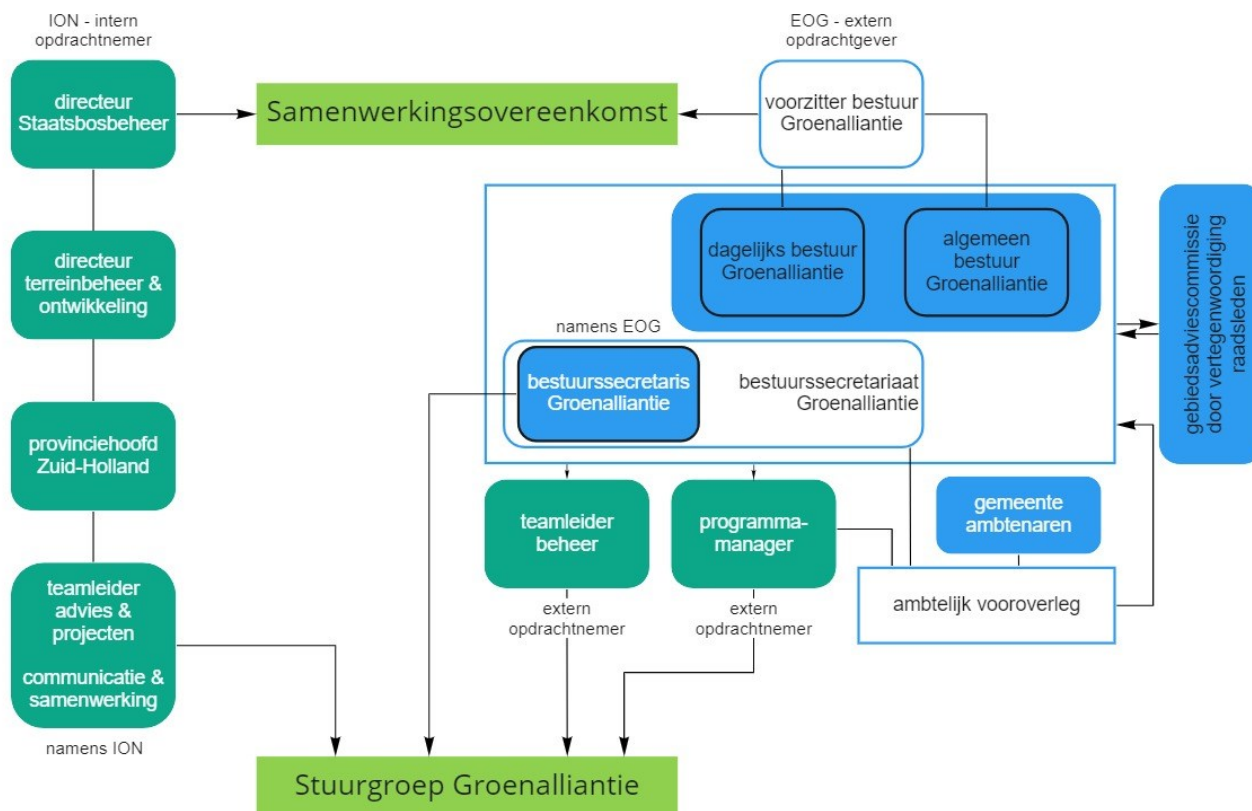 ION - intern
opdrachtnemer
EOG - extern
opdrachtgever
directeur
Staatsbosbeheer
Samenwerkingsovereenkomst
voorzitter bestuur
Groenalliantie
dagelijks bestuur
Groenalliantie
algemeen
bestuur
Groenalliantie
gebiedsadviescommissie
door vertegenwoordiging
raadsleden
directeur
terreinbeheer &
ontwikkeling
namens EOG
bestuurssecretaris
Groenalliantie
bestuurssecretariaat
Groenalliantie
provinciehoofd
Zuid-Holland
teamleider
beheer
programma-
manager
gemeente
ambtenaren
ambtelijk vooroverleg
extern
opdrachtnemer
extern
opdrachtnemer
teamleider
advies &
projecten
communicatie &
samenwerking
namens ION
Stuurgroep Groenalliantie